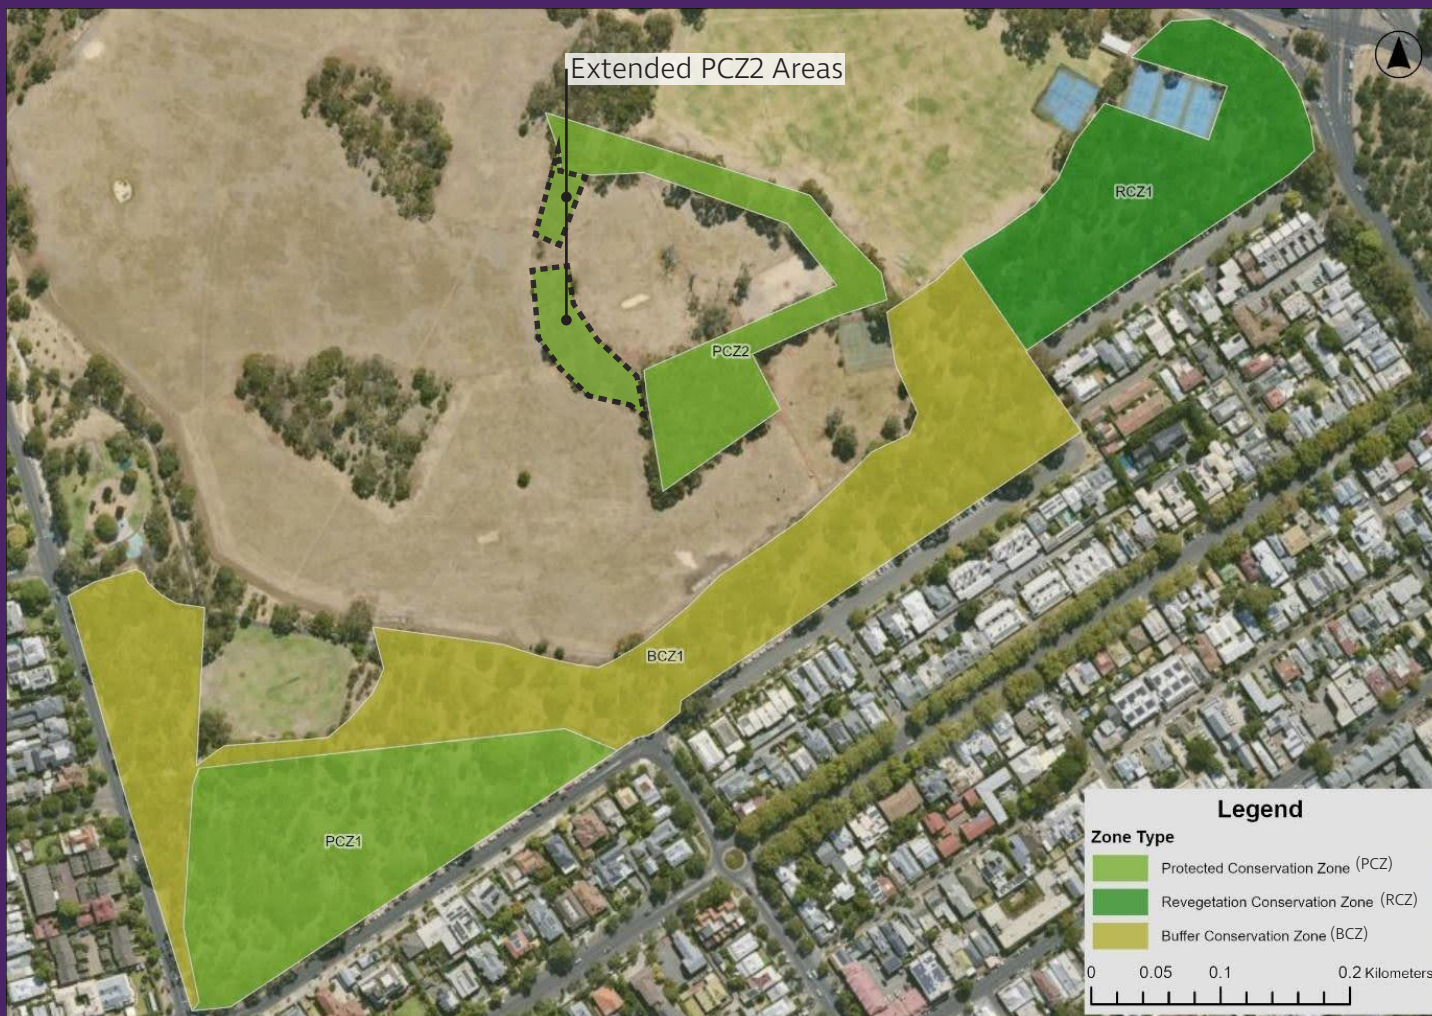 Extended PCZ2 Areas
RCZ1
PCZ2
BCZ1
PCZ1
Legend
Zone Type
Protected Conservation Zone (PCZ)
Revegetation Conservation Zone (RCZ)
Buffer Conservation Zone (BCZ)
0 0.05 0.1 0.2 Kilometers